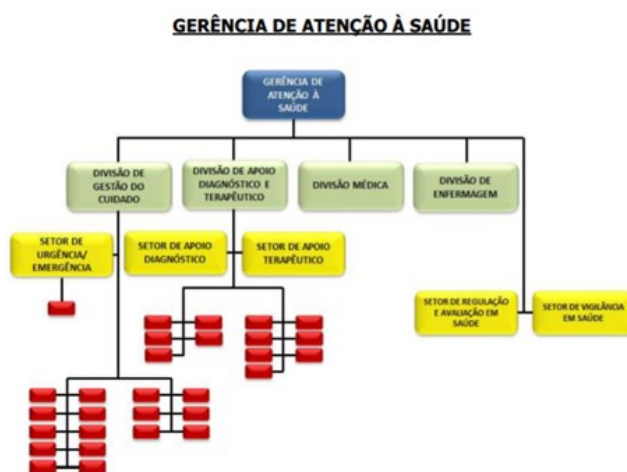 GERÊNCIA DE ATENÇÃO À SAÚDE
GERÊNCIA DE
ATENÇÃO À
SAÚDE
DIVISÃO DE
GESTÃO DO
CUIDADO
DIVISÃO DE APOIO
DIAGNÓSTICO E
TERAPÊUTICO
DIVISÃO MÉDICA
DIVISÃO DE
ENFERMAGEM
SETOR DE
URGÊNCIA/
EMERGÊNCIA
SETOR DE APOIO
DIAGNÓSTICO
SETOR DE APOIO
TERAPÊUTICO
SETOR DE REGULAÇÃO
E AVALIAÇÃO EM
SAÚDE
SETOR DE VIGILÂNCIA
EM SAÚDE